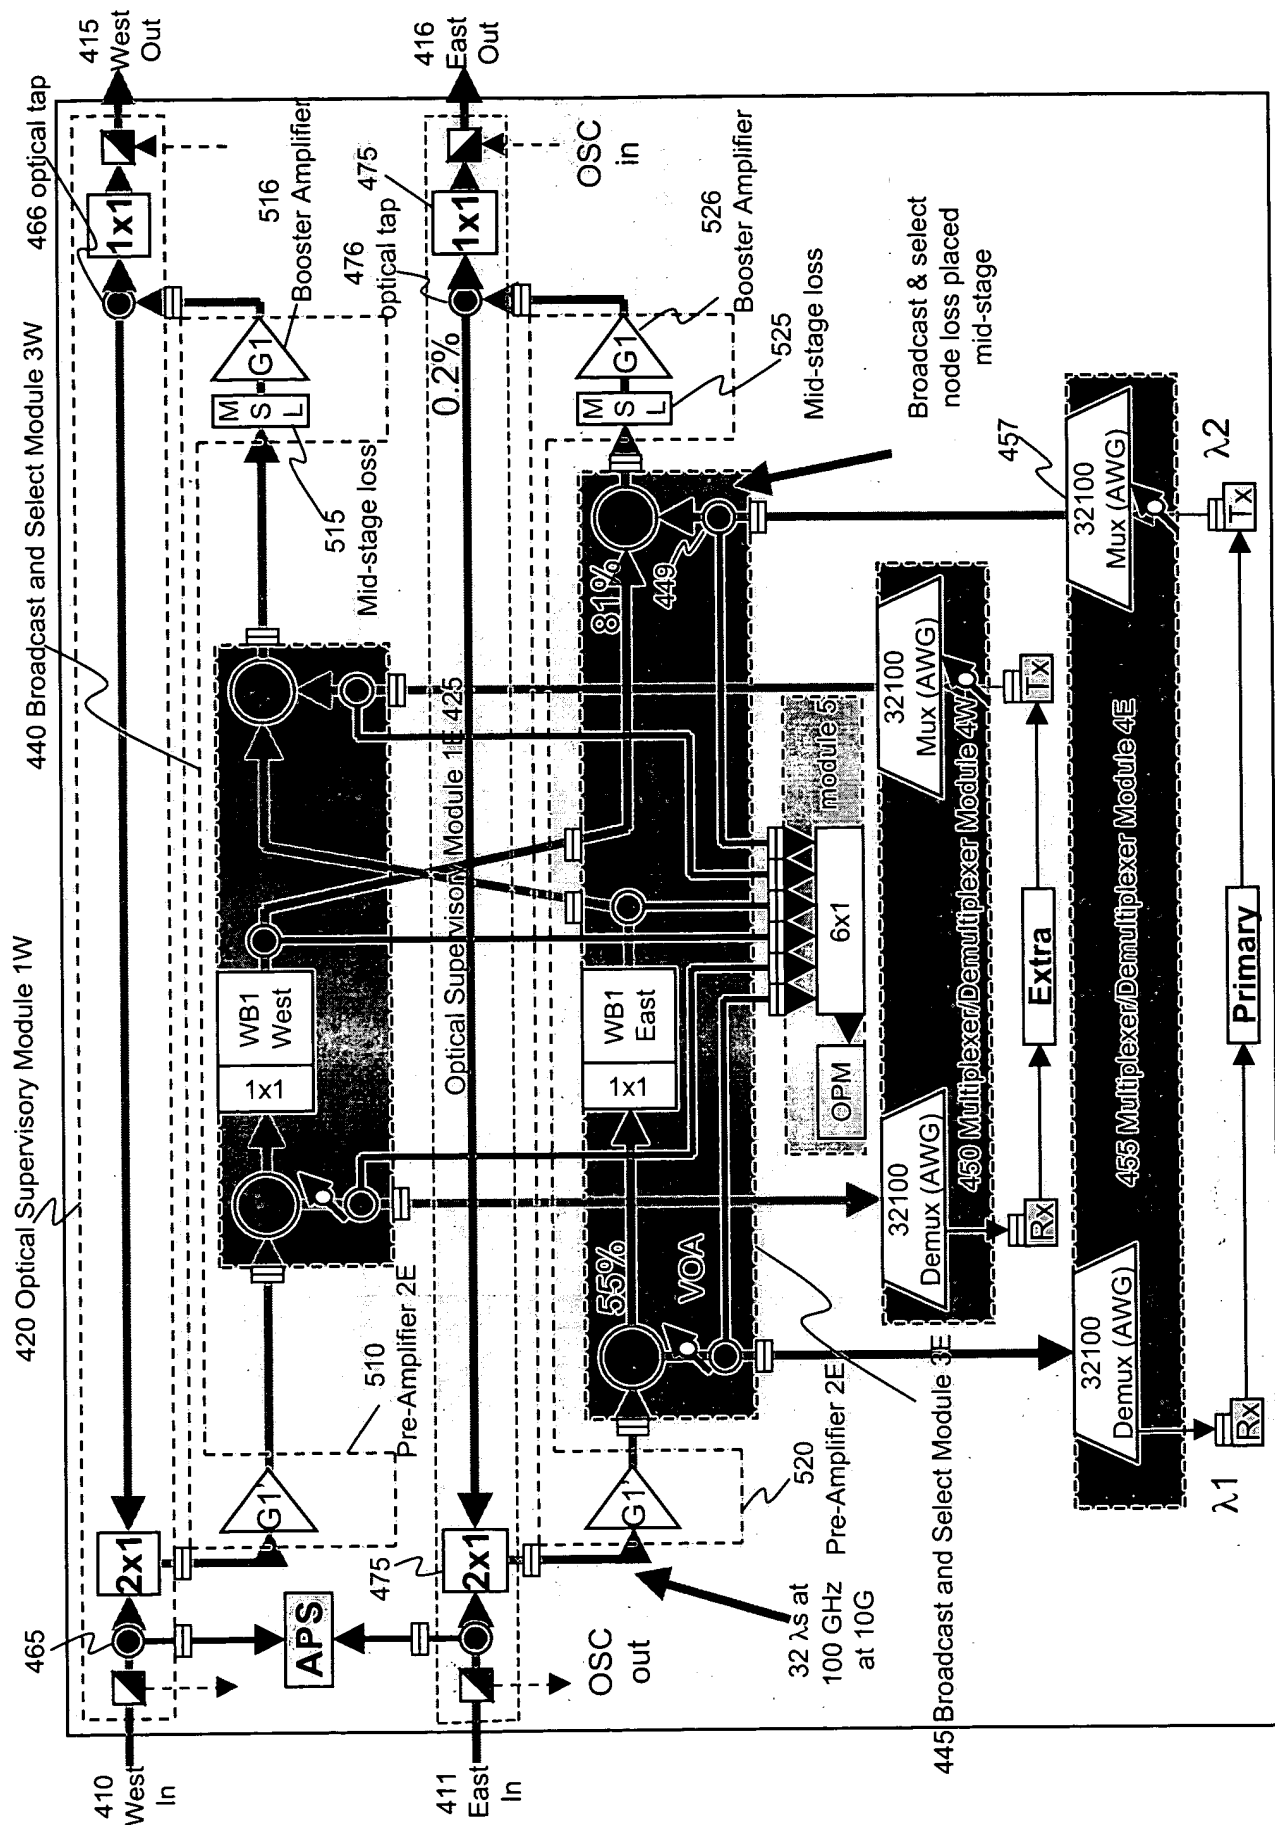 420 Optical Supervisory Module 1W
440 Broadcast and Select Module 3W
466 optical tap
415
West
Out
410
West
In
465
2x1
1x1
APS
G1'
510
Pre-Amplifier 2E
1x1
WB1
West
515
Mid-stage loss
M
S
L
G1
516
Booster Amplifier
411
East
In
OSC
out
475
2x1
Optical Supervisory Module 1E 425
0.2%
476
optical tap
475
1x1
OSC
in
416
East
Out
G1'
520
Pre-Amplifier 2E
32 λs at
100 GHz
at 10G
55%
VOA
1x1
WB1
East
81%
449
M
S
L
525
Mid-stage loss
G1
526
Booster Amplifier
Broadcast & select
node loss placed
mid-stage
445 Broadcast and Select Module 3E
OPM
6x1
module 5
32100
Demux (AWG)
450 Multiplexer/Demultiplexer Module 4W
32100
Mux (AWG)
Rx
Extra
Tx
32100
Demux (AWG)
455 Multiplexer/Demultiplexer Module 4E
32100
Mux (AWG)
457
λ1
Rx
Primary
Tx
λ2